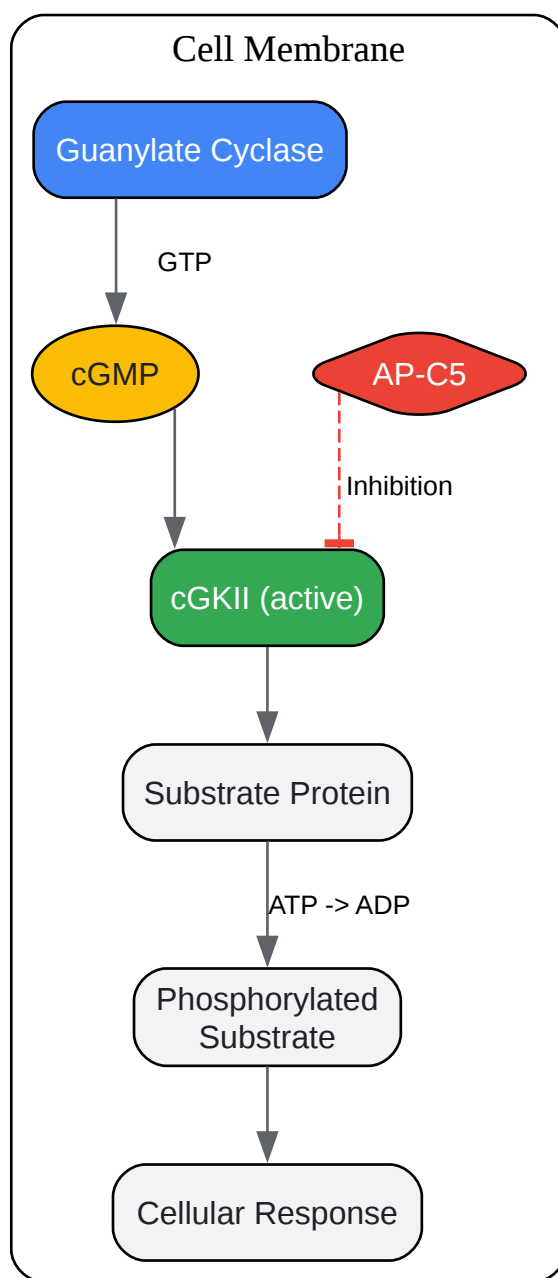 Cell Membrane
Guanylate Cyclase
GTP
cGMP
AP-C5
Inhibition
cGKII (active)
Substrate Protein
ATP -> ADP
Phosphorylated
Substrate
Cellular Response